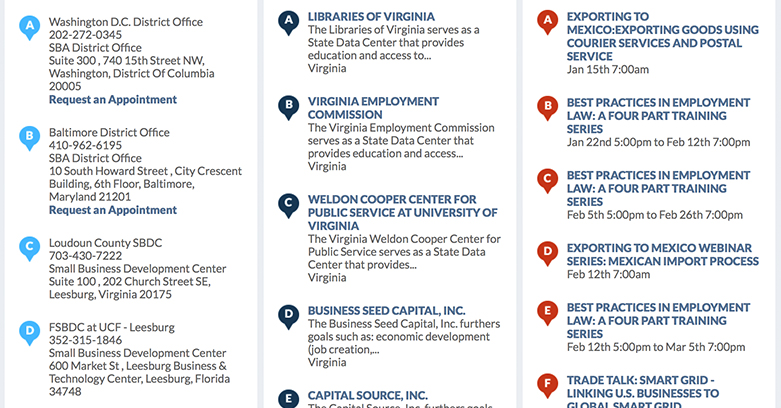 A
Washington D.C. District Office
202-272-0345
SBA District Office
Suite 300 , 740 15th Street NW,
Washington, District Of Columbia
20005
Request an Appointment
B
Baltimore District Office
410-962-6195
SBA District Office
10 South Howard Street , City Crescent
Building, 6th Floor, Baltimore,
Maryland 21201
Request an Appointment
C
Loudoun County SBDC
703-430-7222
Small Business Development Center
Suite 100 , 202 Church Street SE,
Leesburg, Virginia 20175
D
FSBDC at UCF - Leesburg
352-315-1846
Small Business Development Center
600 Market St , Leesburg Business &
Technology Center, Leesburg, Florida
34748
A
LIBRARIES OF VIRGINIA
The Libraries of Virginia serves as a
State Data Center that provides
education and access to...
Virginia
B
VIRGINIA EMPLOYMENT
COMMISSION
The Virginia Employment Commission
serves as a State Data Center that
provides education and access...
Virginia
C
WELDON COOPER CENTER FOR
PUBLIC SERVICE AT UNIVERSITY OF
VIRGINIA
The Virginia Weldon Cooper Center for
Public Service serves as a State Data
Center that provides...
Virginia
D
BUSINESS SEED CAPITAL, INC.
The Business Seed Capital, Inc. furthers
goals such as: economic development
(job creation,...
Virginia
E
CAPITAL SOURCE, INC.
The Capital Source, Inc. furthers goals
A
EXPORTING TO
MEXICO:EXPORTING GOODS USING
COURIER SERVICES AND POSTAL
SERVICE
Jan 15th 7:00am
B
BEST PRACTICES IN EMPLOYMENT
LAW: A FOUR PART TRAINING
SERIES
Jan 22nd 5:00pm to Feb 12th 7:00pm
C
BEST PRACTICES IN EMPLOYMENT
LAW: A FOUR PART TRAINING
SERIES
Feb 5th 5:00pm to Feb 26th 7:00pm
D
EXPORTING TO MEXICO WEBINAR
SERIES: MEXICAN IMPORT PROCESS
Feb 12th 7:00am
E
BEST PRACTICES IN EMPLOYMENT
LAW: A FOUR PART TRAINING
SERIES
Feb 12th 5:00pm to Mar 5th 7:00pm
F
TRADE TALK: SMART GRID -
LINKING U.S. BUSINESSES TO
GLOBAL SMART GRID